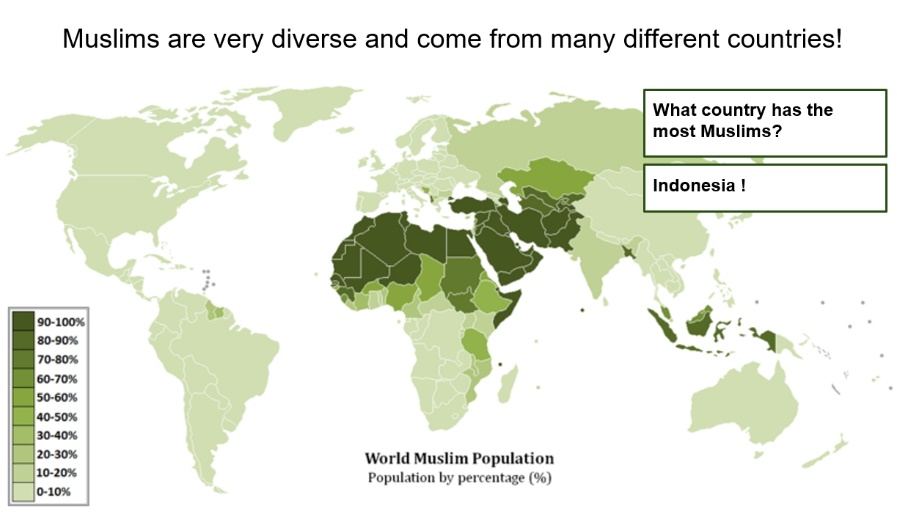 Muslims are very diverse and come from many different countries!
What country has the
most Muslims?
Indonesia !
90-100%
80-90%
70-80%
60-70%
50-60%
40-50%
30-40%
20-30%
10-20%
0-10%
World Muslim Population
Population by percentage (%)